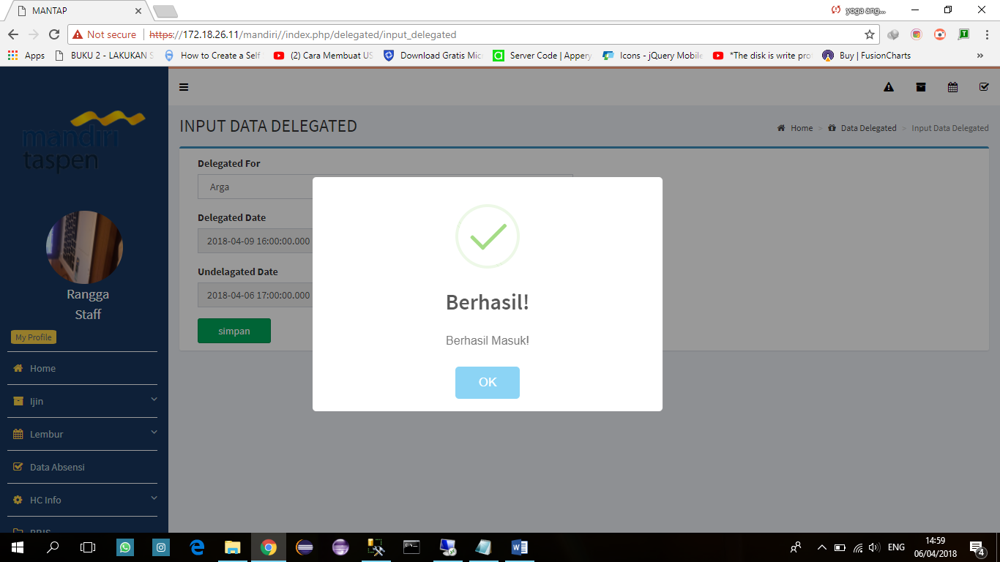 MANTAP
yoga ang...
Not secure
https://172.18.26.11/mandiri//index.php/delegated/input_delegated
Apps
BUKU 2 - LAKUKAN S
How to Create a Self
(2) Cara Membuat US
Download Gratis Mic
Server Code | Appery
Icons - jQuery Mobile
*The disk is write pro
Buy | FusionCharts
»
mandiri
taspen
Rangga
Staff
My Profile
Home
Ijin
Lembur
Data Absensi
HC Info
INPUT DATA DELEGATED
Home > Data Delegated > Input Data Delegated
Delegated For
Arga
Delegated Date
2018-04-09 16:00:00.000
Undelagated Date
2018-04-06 17:00:00.000
simpan
Berhasil!
Berhasil Masuk!
OK
ENG
14:59
06/04/2018
4